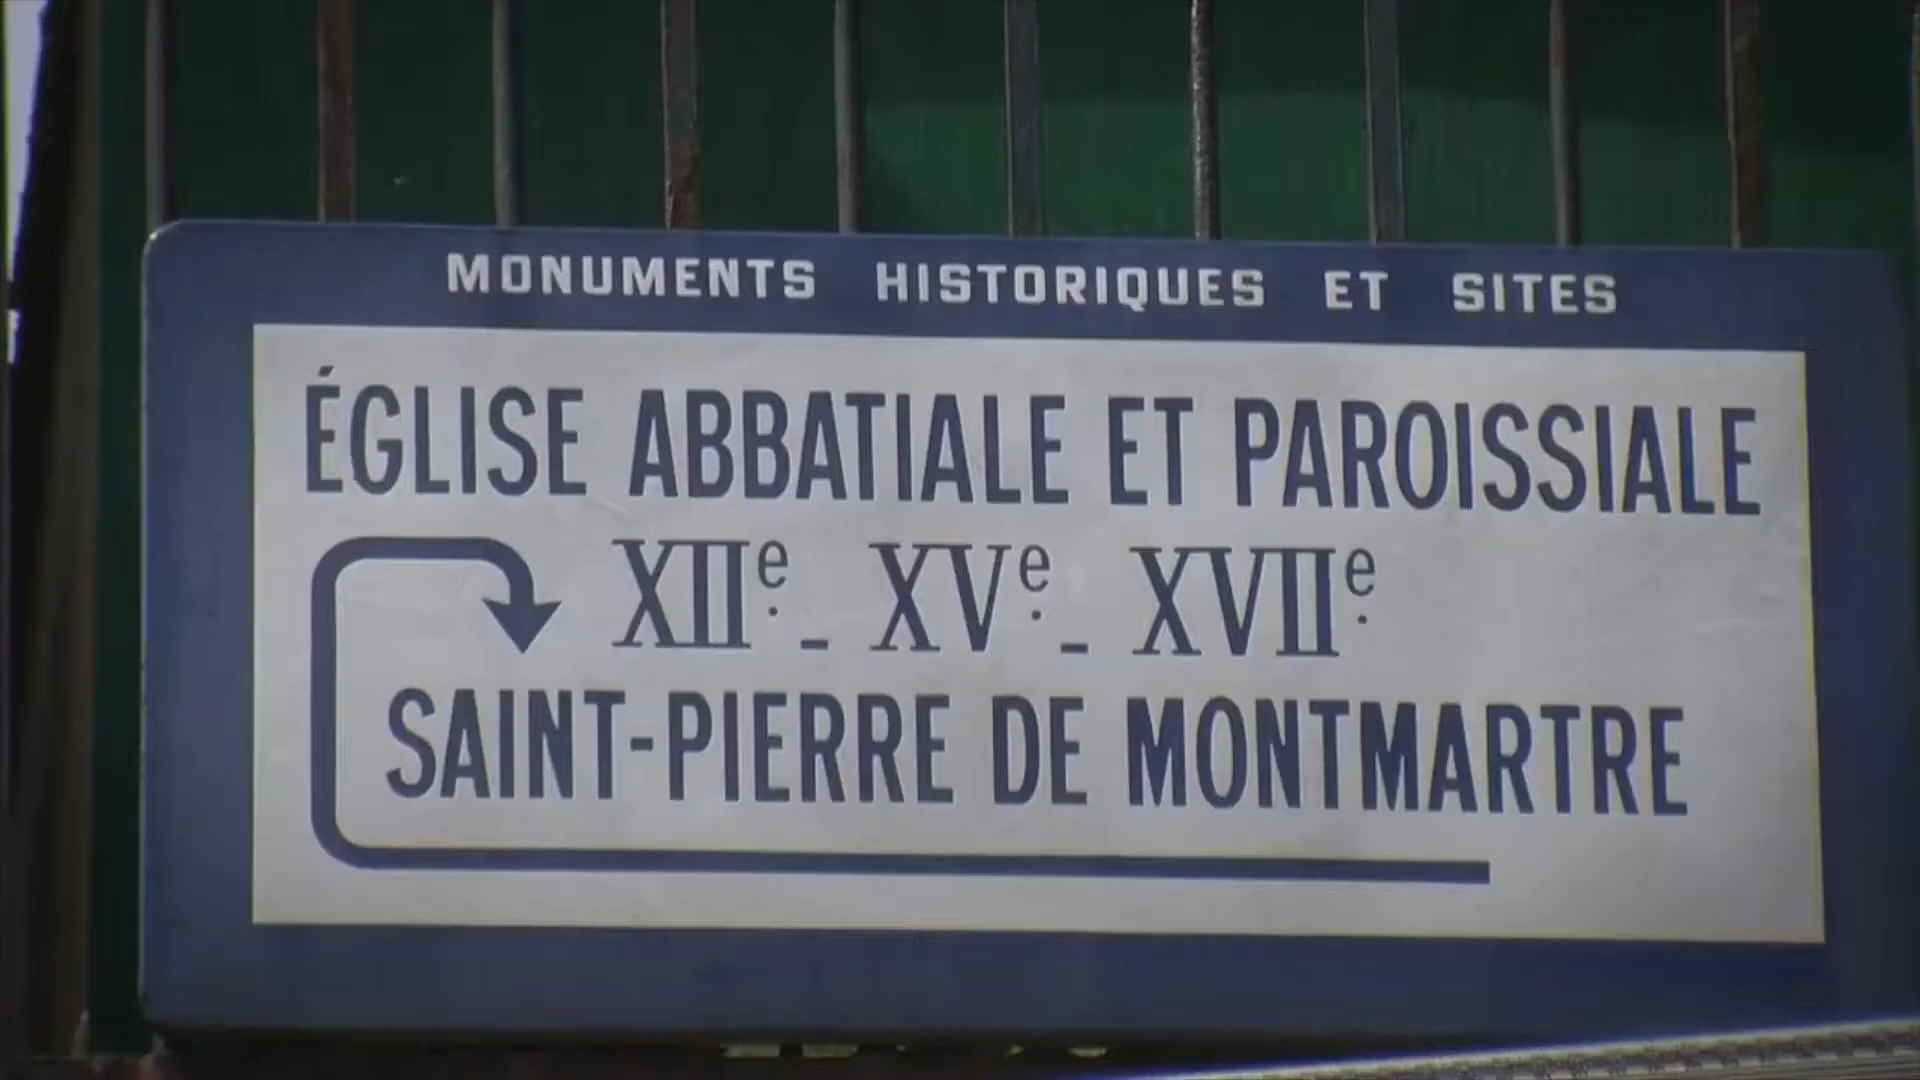 MONUMENTS HISTORIQUES ET SITES
ÉGLISE ABBATIALE ET PAROISSIALE
XIIe - XVe - XVIIe
SAINT-PIERRE DE MONTMARTRE